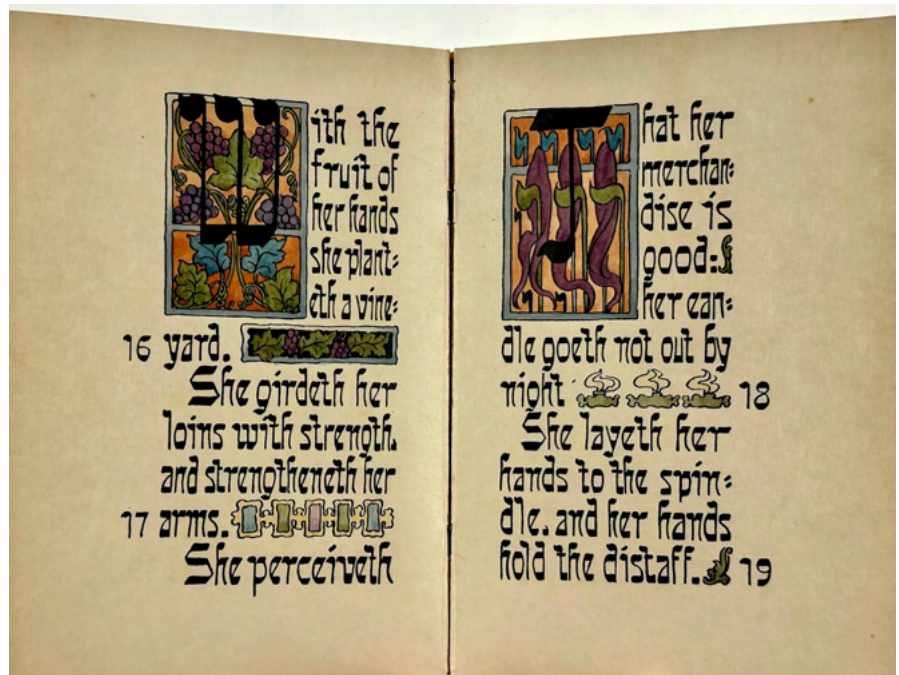 With the
fruit of
her hands
she plant-
eth a vine-
16 yard.
She girdeth her
loins with strength.
and strengtheneth her
17 arms.
She perceiveth
That her
merchan-
dise is
good:
her can-
dle goeth not out by
night 18
She layeth her
hands to the spin-
dle. and her hands
hold the distaff. 19